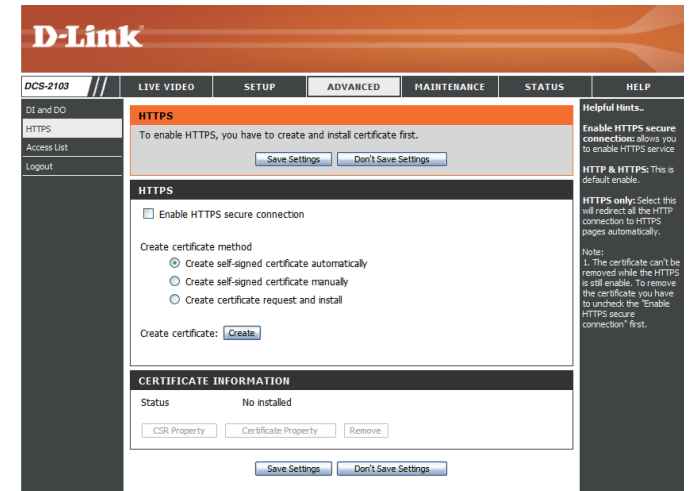 D-Link
DCS-2103
LIVE VIDEO
SETUP
ADVANCED
MAINTENANCE
STATUS
HELP
DI and DO
HTTPS
Access List
Logout
HTTPS
To enable HTTPS, you have to create and install certificate first.
Save Settings
Don't Save Settings
HTTPS
Enable HTTPS secure connection
Create certificate method
Create self-signed certificate automatically
Create self-signed certificate manually
Create certificate request and install
Create certificate:
Create
CERTIFICATE INFORMATION
Status
No installed
CSR Property
Certificate Property
Remove
Save Settings
Don't Save Settings
Helpful Hints..
Enable HTTPS secure
connection: allows you
to enable HTTPS service
HTTP & HTTPS: This is
default enable.
HTTPS only: Select this
will redirect all the HTTP
connection to HTTPS
pages automatically.
Note:
1. The certificate can't be
removed while the HTTPS
is still enable. To remove
the certificate you have
to uncheck the "Enable
HTTPS secure
connection" first.